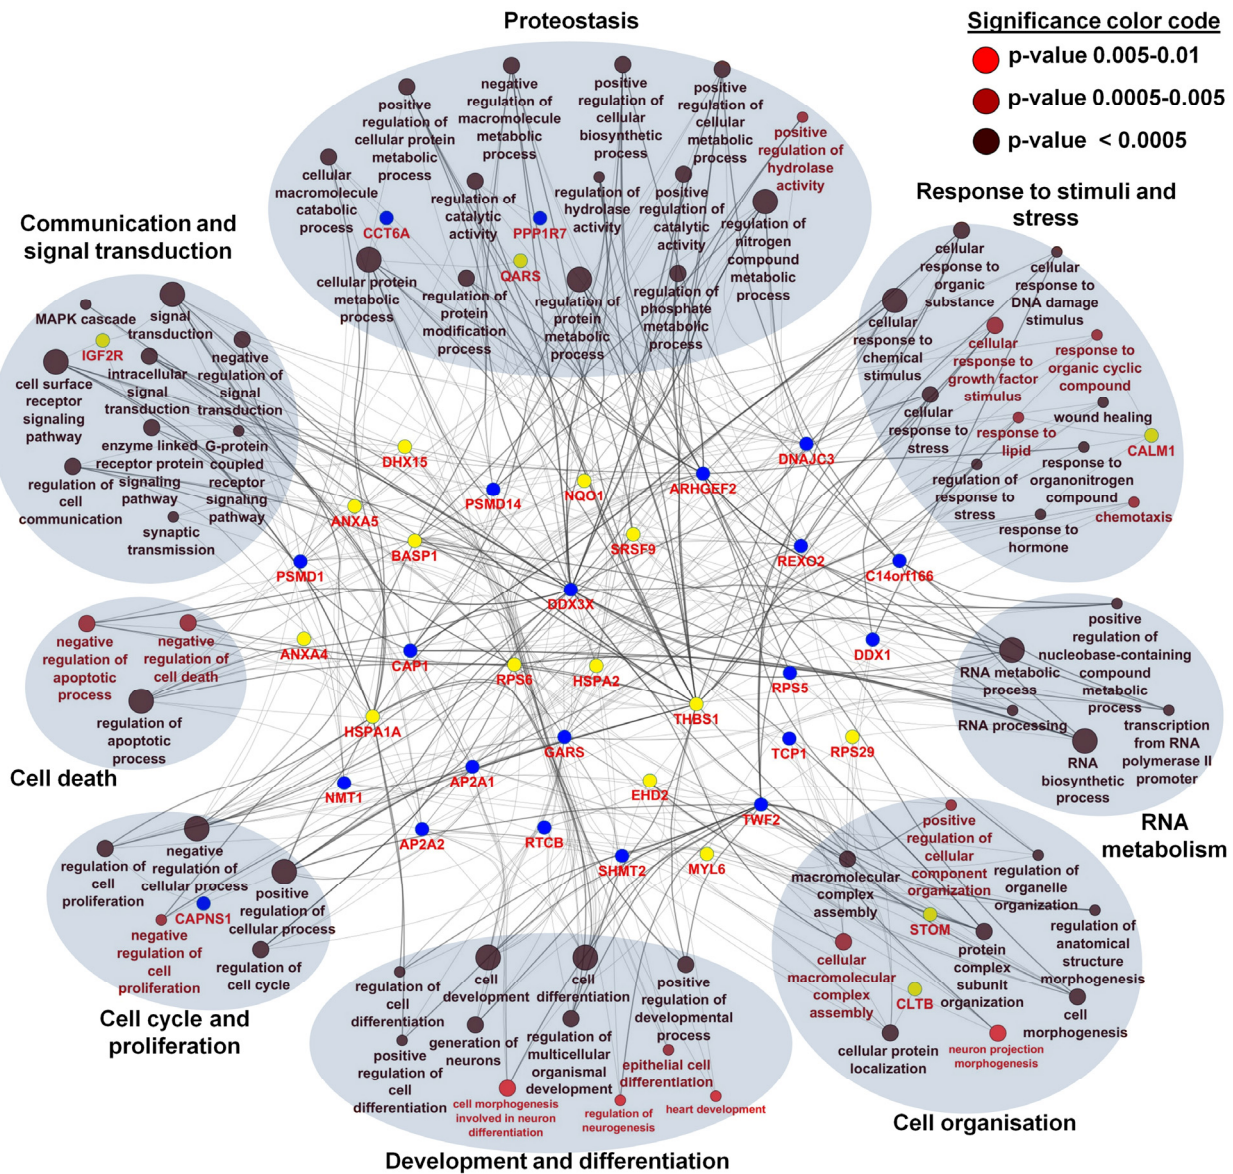 Proteostasis
Significance color code
p-value 0.005-0.01
p-value 0.0005-0.005
p-value < 0.0005
negative
regulation of
macromolecule
metabolic
process
positive
regulation of
cellular
biosynthetic
process
positive
regulation of
cellular
metabolic
process
positive
regulation of
cellular protein
metabolic
process
positive
regulation of
hydrolase
activity
cellular
macromolecule
catabolic
process
regulation of
catalytic
activity
regulation of
hydrolase
activity
positive
regulation of
catalytic
activity
regulation of
nitrogen
compound
metabolic
process
CCT6A
PPP1R7
QARS
cellular protein
metabolic
process
regulation of
protein
modification
process
regulation of
protein
metabolic
process
regulation of
phosphate
metabolic
process
Communication and
signal transduction
MAPK cascade
signal
transduction
IGF2R
cell surface
receptor
signaling
pathway
intracellular
signal
transduction
negative
regulation of
signal
transduction
enzyme linked
receptor protein
signaling
pathway
G-protein
coupled
receptor
signaling
pathway
regulation of
cell
communication
synaptic
transmission
Response to stimuli and
stress
cellular
response to
organic
substance
cellular
response to
DNA damage
stimulus
cellular
response to
chemical
stimulus
cellular
response to
growth factor
stimulus
response to
organic cyclic
compound
cellular
response to
stress
response to
lipid
wound healing
CALM1
regulation of
response to
stress
response to
organonitrogen
compound
response to
hormone
chemotaxis
DHX15
PSMD14
NQO1
ARHGEF2
DNAJC3
ANXA5
BASP1
SRSF9
REXO2
C14orf166
PSMD1
DDX3X
ANXA4
CAP1
RPS6
HSPA2
DDX1
RPS5
HSPA1A
THBS1
GARS
TCP1
RPS29
NMT1
AP2A1
EHD2
TWF2
AP2A2
RTCB
SHMT2
MYL6
negative
regulation of
apoptotic
process
negative
regulation of
cell death
regulation of
apoptotic
process
Cell death
positive
regulation of
nucleobase-containing
compound
metabolic
process
RNA metabolic
process
RNA processing
transcription
from RNA
polymerase II
promoter
RNA
biosynthetic
process
RNA
metabolism
regulation of
cell
proliferation
negative
regulation of
cellular process
positive
regulation of
cellular process
CAPNS1
negative
regulation of
cell
proliferation
regulation of
cell cycle
Cell cycle and
proliferation
positive
regulation of
cellular
component
organization
macromolecular
complex
assembly
regulation of
organelle
organization
STOM
regulation of
anatomical
structure
morphogenesis
cellular
macromolecular
complex
assembly
protein
complex
subunit
organization
CLTB
cell
morphogenesis
cellular protein
localization
neuron projection
morphogenesis
Cell organisation
regulation of
cell
differentiation
cell
development
cell
differentiation
positive
regulation of
developmental
process
positive
regulation of
cell
differentiation
generation of
neurons
regulation of
multicellular
organismal
development
epithelial cell
differentiation
cell morphogenesis
involved in neuron
differentiation
regulation of
neurogenesis
heart development
Development and differentiation